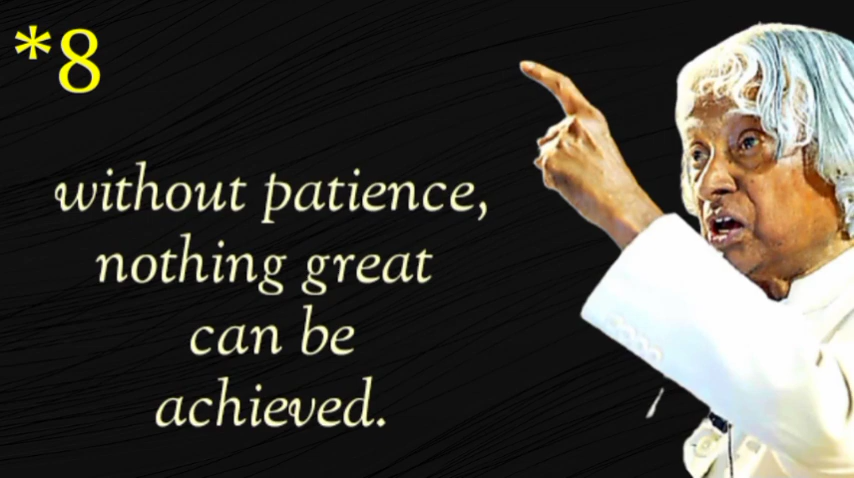 *8
without patience,
nothing great
can be
achieved.